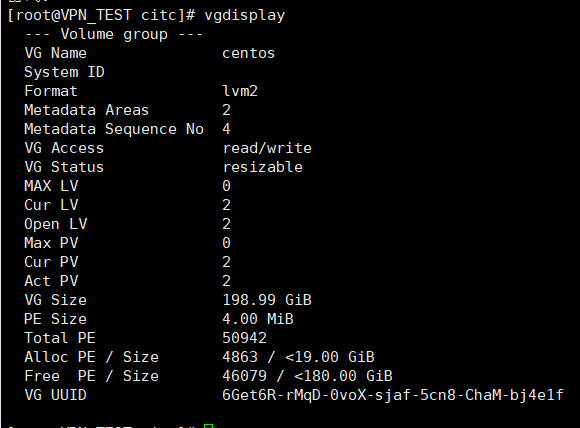 [root@VPN_TEST citc]# vgdisplay
--- Volume group ---
VG Name centos
System ID
Format lvm2
Metadata Areas 2
Metadata Sequence No 4
VG Access read/write
VG Status resizable
MAX LV 0
Cur LV 2
Open LV 2
Max PV 0
Cur PV 2
Act PV 2
VG Size 198.99 GiB
PE Size 4.00 MiB
Total PE 50942
Alloc PE / Size 4863 / <19.00 GiB
Free PE / Size 46079 / <180.00 GiB
VG UUID 6Get6R-rMqD-0voX-sjaf-5cn8-ChaM-bj4e1f